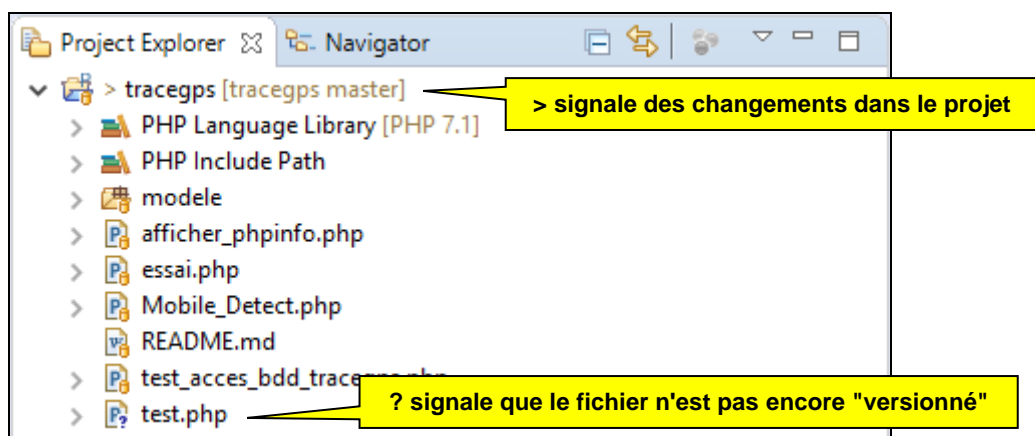 Project Explorer Navigator
> tracegps [tracegps master]
> signale des changements dans le projet
PHP Language Library [PHP 7.1]
PHP Include Path
modele
afficher_phpinfo.php
essai.php
Mobile_Detect.php
README.md
test_acces_bdd_tracegps.php
? signale que le fichier n'est pas encore "versionné"
test.php